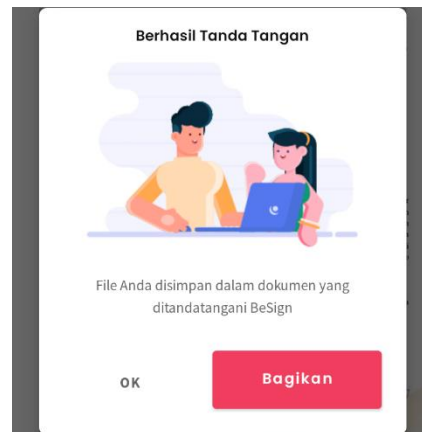 Berhasil Tanda Tangan
File Anda disimpan dalam dokumen yang
ditandatangani BeSign
OK
Bagikan